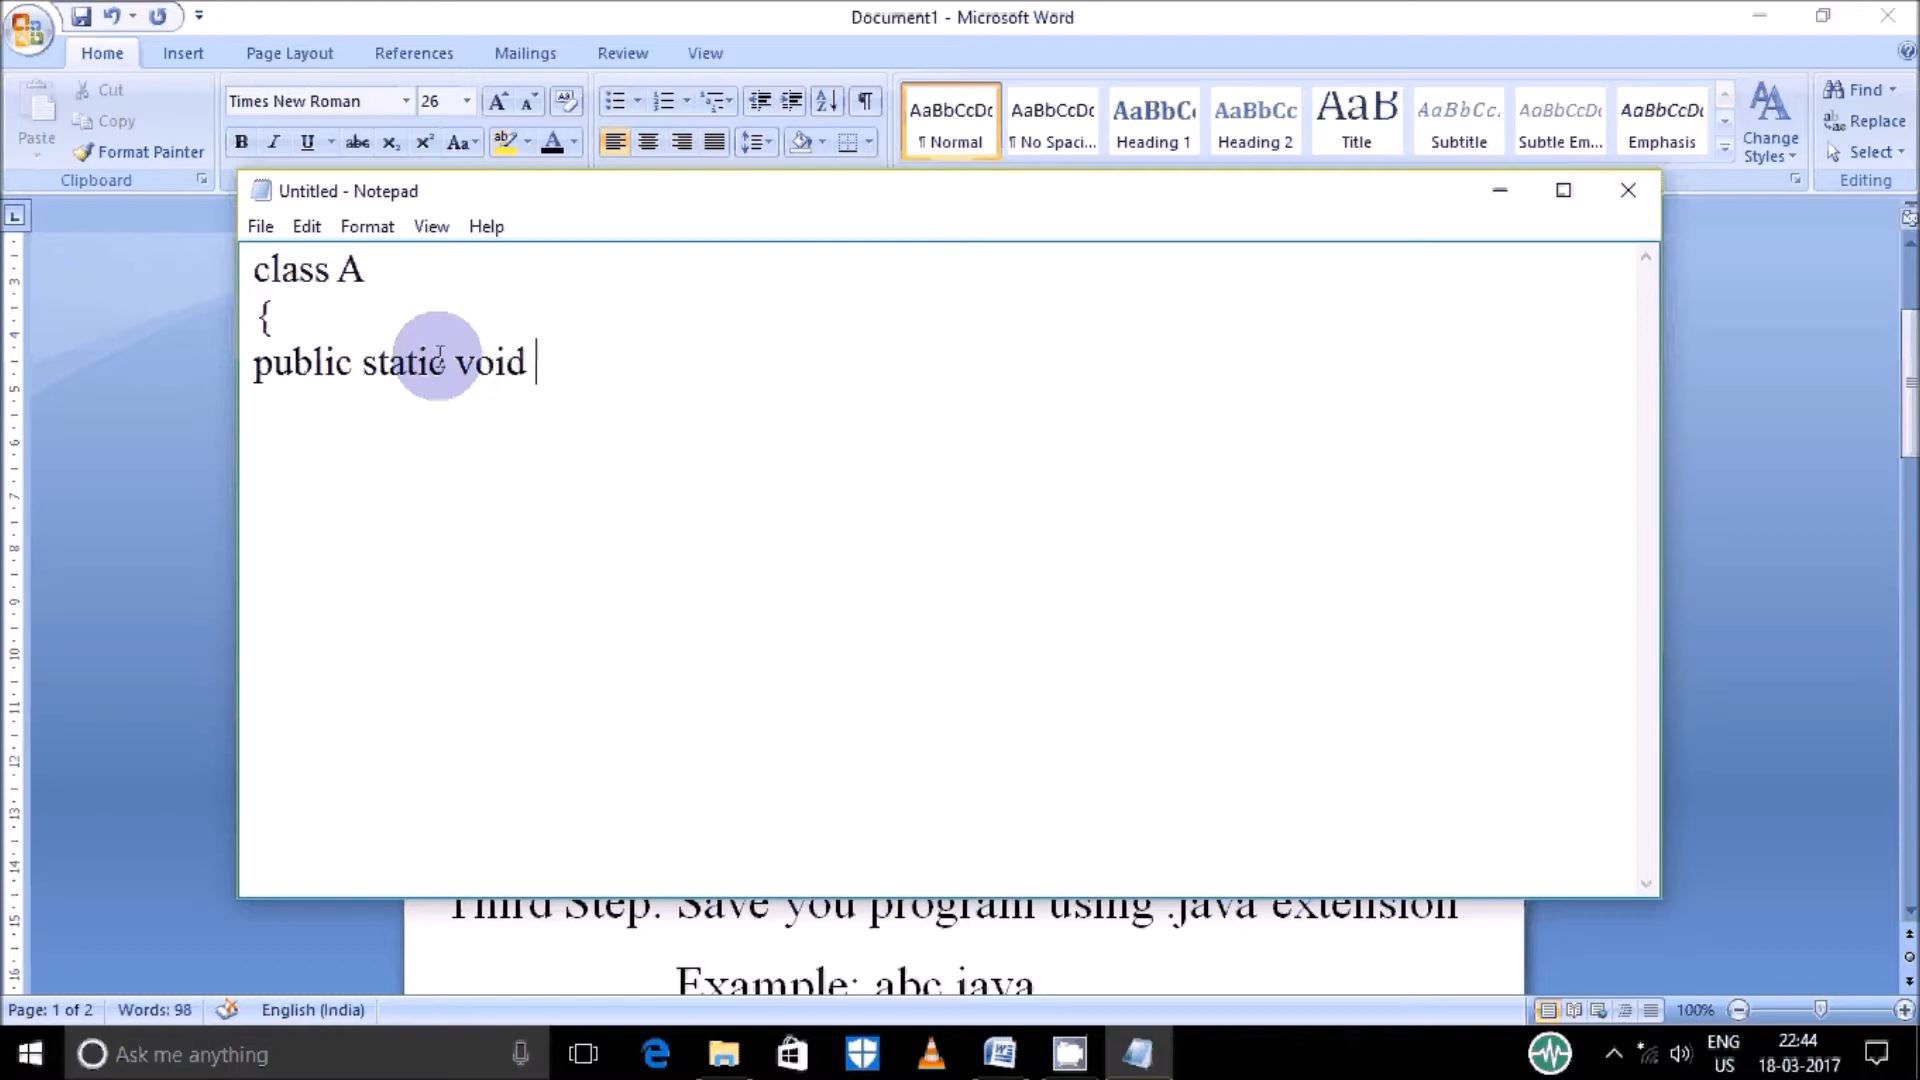 Document1 - Microsoft Word
Home Insert Page Layout References Mailings Review View
Paste
Cut
Copy
Format Painter
Clipboard
Times New Roman 26
AaBbCcDc AaBbCcDc AaBbC AaBbCc AaB AaBbCc. AaBbCcDc AaBbCcDc
¶ Normal ¶ No Spaci... Heading 1 Heading 2 Title Subtitle Subtle Em... Emphasis
Change Styles
Find
Replace
Select
Editing
Untitled - Notepad
File Edit Format View Help
class A
{
public static void
Third Step: Save you program using .java extension
Example: abc.java
Page: 1 of 2 Words: 98 English (India) 100%
Ask me anything
ENG US
22:44
18-03-2017